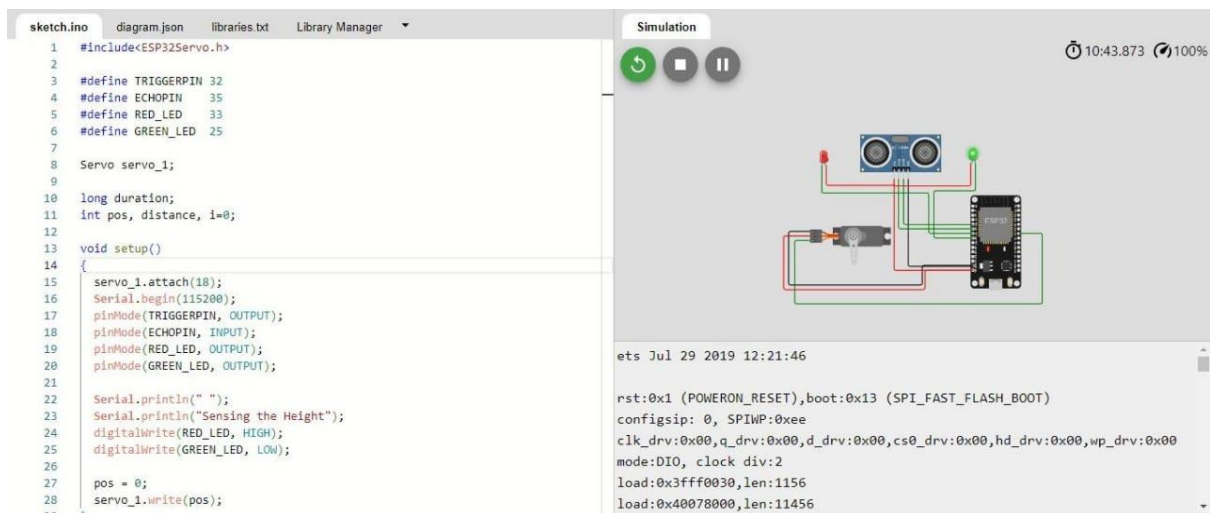 sketch.ino diagram.json libraries.txt Library Manager
1 #include<ESP32Servo.h>
2
3 #define TRIGGERPIN 32
4 #define ECHOPIN 35
5 #define RED_LED 33
6 #define GREEN_LED 25
7
8 Servo servo_1;
9
10 long duration;
11 int pos, distance, i=0;
12
13 void setup()
14 {
15 servo_1.attach(18);
16 Serial.begin(115200);
17 pinMode(TRIGGERPIN, OUTPUT);
18 pinMode(ECHOPIN, INPUT);
19 pinMode(RED_LED, OUTPUT);
20 pinMode(GREEN_LED, OUTPUT);
21
22 Serial.println(" ");
23 Serial.println("Sensing the Height");
24 digitalWrite(RED_LED, HIGH);
25 digitalWrite(GREEN_LED, LOW);
26
27 pos = 0;
28 servo_1.write(pos);
Simulation
10:43.873 100%
ESP32
ets Jul 29 2019 12:21:46
rst:0x1 (POWERON_RESET),boot:0x13 (SPI_FAST_FLASH_BOOT)
configsip: 0, SPIWP:0xee
clk_drv:0x00,q_drv:0x00,d_drv:0x00,cs0_drv:0x00,hd_drv:0x00,wp_drv:0x00
mode:DIO, clock div:2
load:0x3fff0030,len:1156
load:0x40078000,len:11456